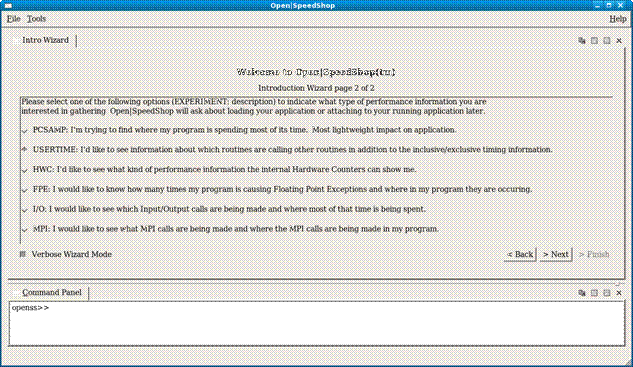 Open|SpeedShop
File Tools Help
Intro Wizard
Welcome to Open|SpeedShop(tm)
Introduction Wizard page 2 of 2
Please select one of the following options (EXPERIMENT: description) to indicate what type of performance information you are
interested in gathering  Open|SpeedShop will ask about loading your application or attaching to your running application later.
PCSAMP: I'm trying to find where my program is spending most of its time.  Most lightweight impact on application.
USERTIME: I'd like to see information about which routines are calling other routines in addition to the inclusive/exclusive timing information.
HWC: I'd like to see what kind of performance information the internal Hardware Counters can show me.
FPE: I would like to know how many times my program is causing Floating Point Exceptions and where in my program they are occuring.
I/O: I would like to see which Input/Output calls are being made and where most of that time is being spent.
MPI: I would like to see what MPI calls are being made and where the MPI calls are being made in my program.
Verbose Wizard Mode
< Back > Next > Finish
Command Panel
openss>>